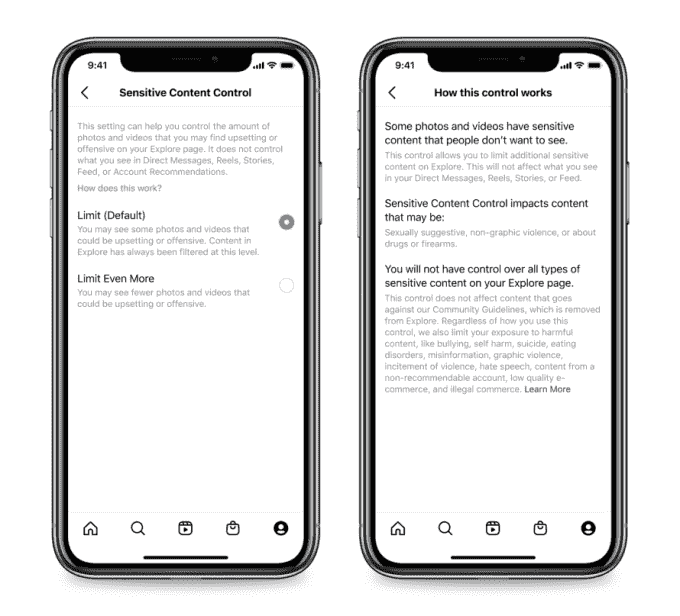 9:41
Sensitive Content Control
This setting can help you control the amount of
photos and videos that you may find upsetting or
offensive on your Explore page. It does not control
what you see in Direct Messages, Reels, Stories,
Feed, or Account Recommendations.
How does this work?
Limit (Default)
You may see some photos and videos that
could be upsetting or offensive. Content in
Explore has always been filtered at this level.
Limit Even More
You may see fewer photos and videos that
could be upsetting or offensive.
9:41
How this control works
Some photos and videos have sensitive
content that people don't want to see.
This control allows you to limit additional sensitive
content on Explore. This will not affect what you see
in your Direct Messages, Reels, Stories, or Feed.
Sensitive Content Control impacts content
that may be:
Sexually suggestive, non-graphic violence, or about
drugs or firearms.
You will not have control over all types of
sensitive content on your Explore page.
This control does not affect content that goes
against our Community Guidelines, which is removed
from Explore. Regardless of how you use this
control, we also limit your exposure to harmful
content, like bullying, self harm, suicide, eating
disorders, misinformation, graphic violence,
incitement of violence, hate speech, content from a
non-recommendable account, low quality e-
commerce, and illegal commerce. Learn More